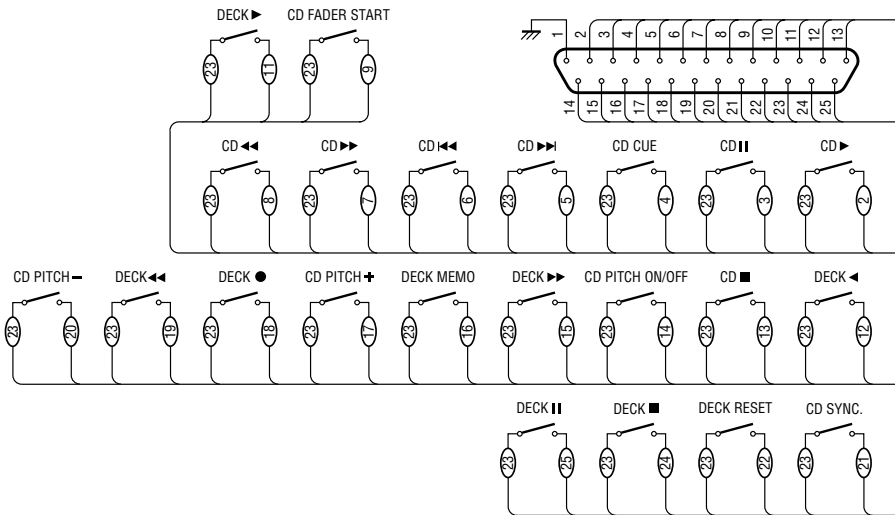 DECK ► CD FADER START
1 2 3 4 5 6 7 8 9 10 11 12 13
23 11 23 9
14 15 16 17 18 19 20 21 22 23 24 25
CD ◄◄ CD ►► CD |◄◄ CD ►►| CD CUE CD ❚❚ CD ►
23 8 23 7 23 6 23 5 23 4 23 3 23 2
CD PITCH − DECK ◄◄ DECK ● CD PITCH + DECK MEMO DECK ►► CD PITCH ON/OFF CD ■ DECK ◄
23 20 23 19 23 18 23 17 23 16 23 15 23 14 23 13 23 12
DECK ❚❚ DECK ■ DECK RESET CD SYNC.
23 25 23 24 23 22 23 21